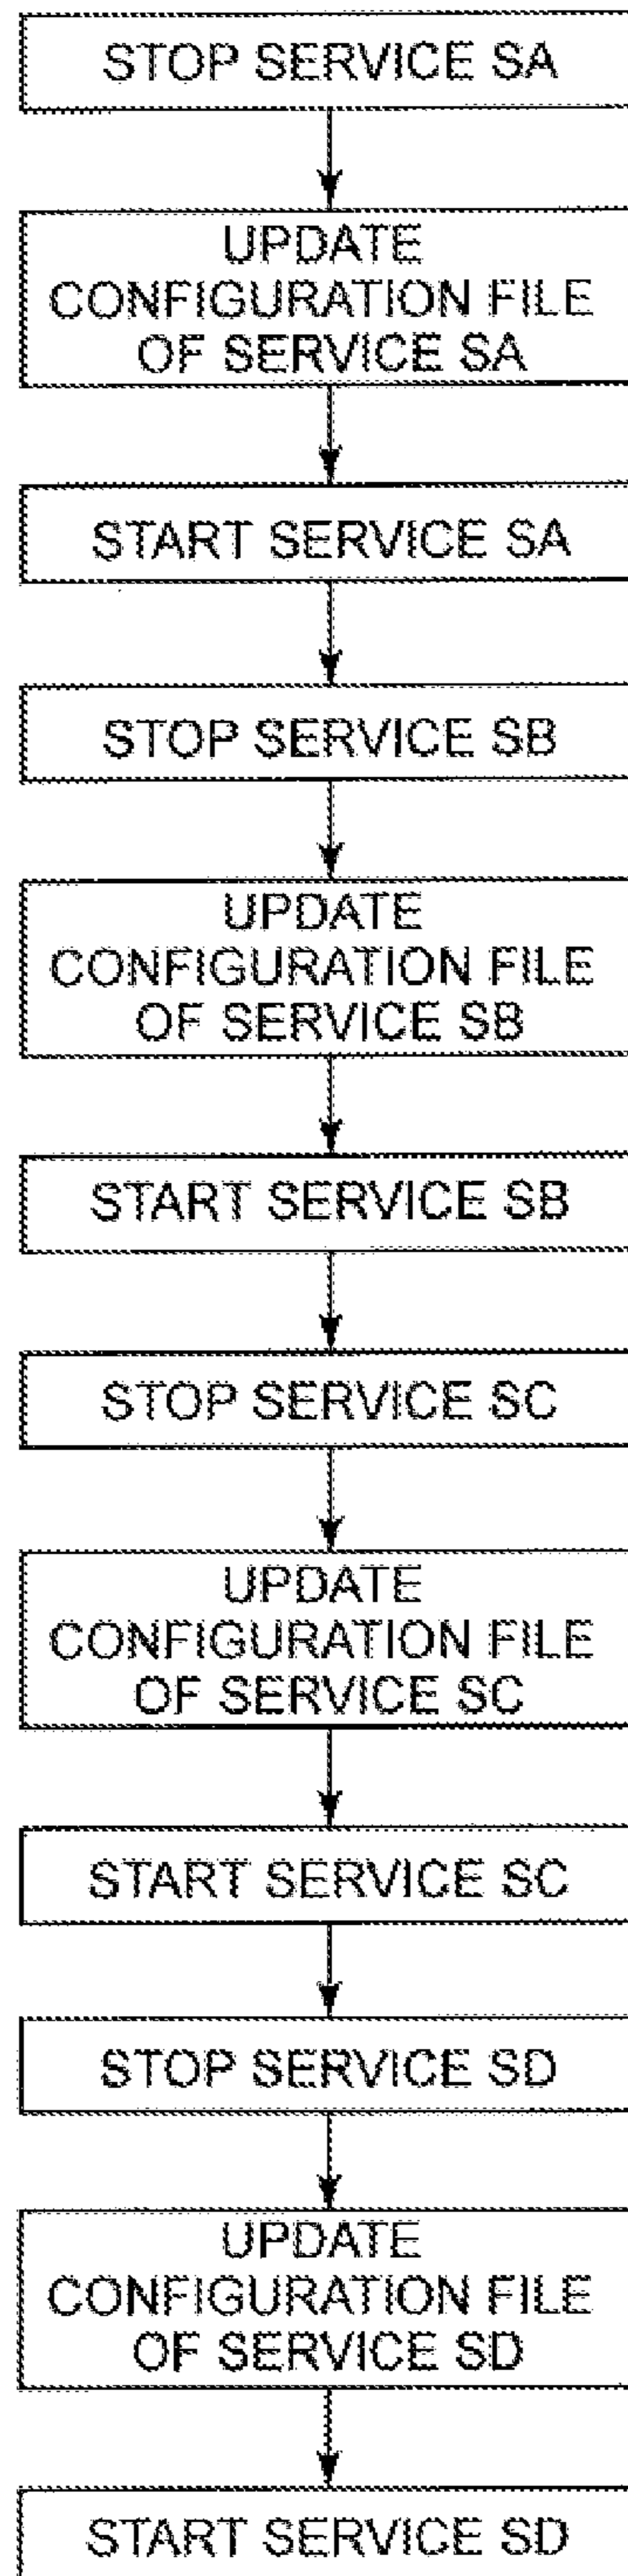 STOP SERVICE SA
UPDATE
CONFIGURATION FILE
OF SERVICE SA
START SERVICE SA
STOP SERVICE SB
UPDATE
CONFIGURATION FILE
OF SERVICE SB
START SERVICE SB
STOP SERVICE SC
UPDATE
CONFIGURATION FILE
OF SERVICE SC
START SERVICE SC
STOP SERVICE SD
UPDATE
CONFIGURATION FILE
OF SERVICE SD
START SERVICE SD